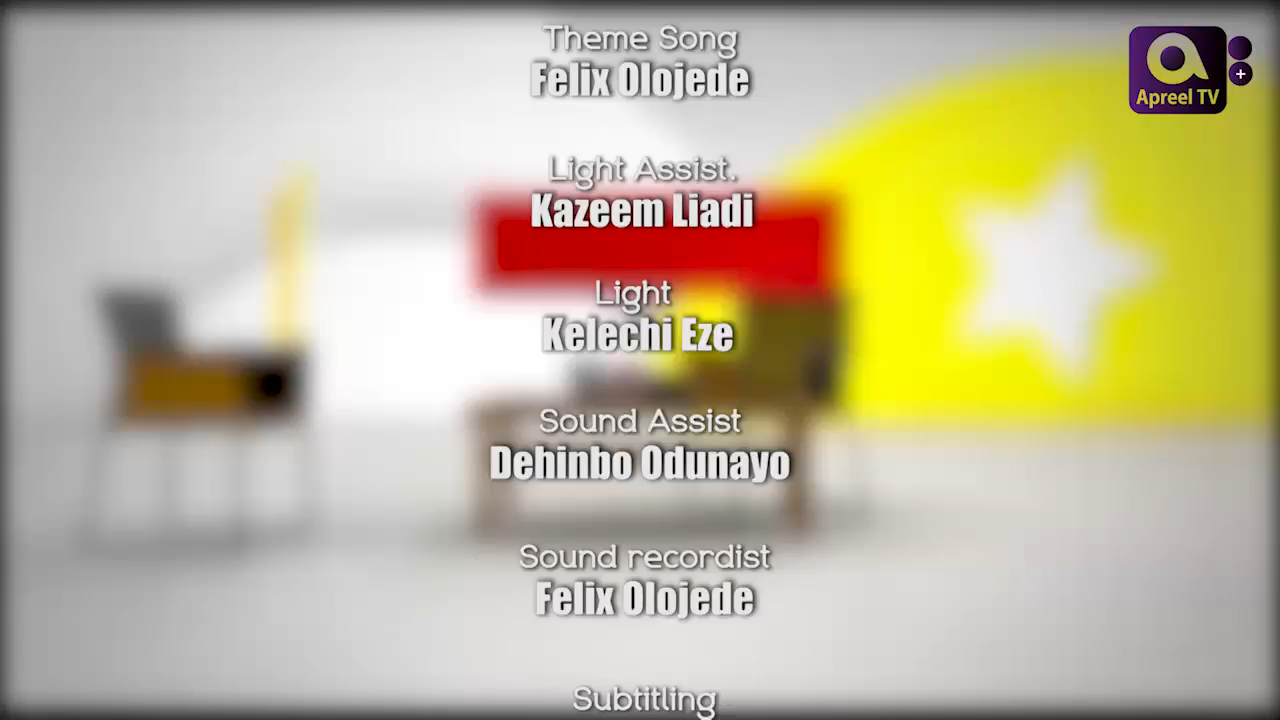 Theme Song
Felix Olojede
Apreel TV
Light Assist.
Kazeem Liadi
Light
Kelechi Eze
Sound Assist
Dehinbo Odunayo
Sound recordist
Felix Olojede
Subtitling